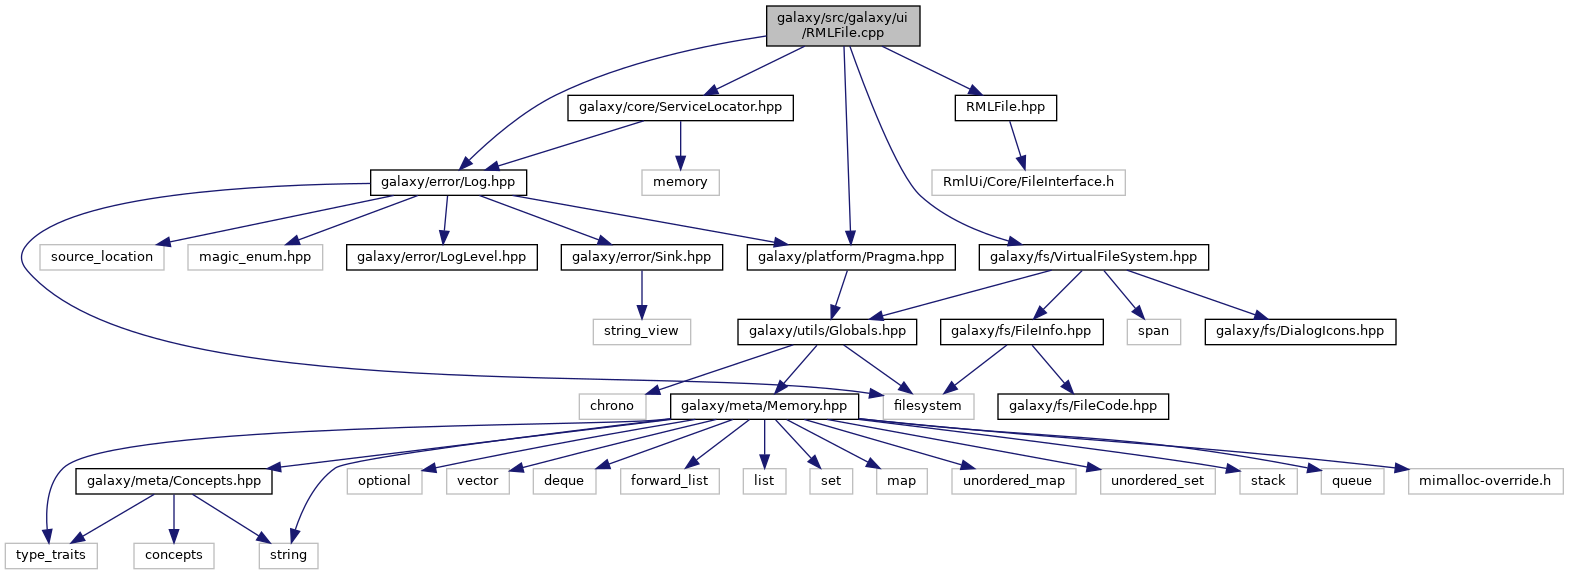 galaxy/src/galaxy/ui
/RMLFile.cpp
galaxy/core/ServiceLocator.hpp
RMLFile.hpp
galaxy/error/Log.hpp
memory
RmlUi/Core/FileInterface.h
source_location
magic_enum.hpp
galaxy/error/LogLevel.hpp
galaxy/error/Sink.hpp
galaxy/platform/Pragma.hpp
galaxy/fs/VirtualFileSystem.hpp
string_view
galaxy/utils/Globals.hpp
galaxy/fs/FileInfo.hpp
span
galaxy/fs/DialogIcons.hpp
chrono
galaxy/meta/Memory.hpp
filesystem
galaxy/fs/FileCode.hpp
galaxy/meta/Concepts.hpp
optional
vector
deque
forward_list
list
set
map
unordered_map
unordered_set
stack
queue
mimalloc-override.h
type_traits
concepts
string